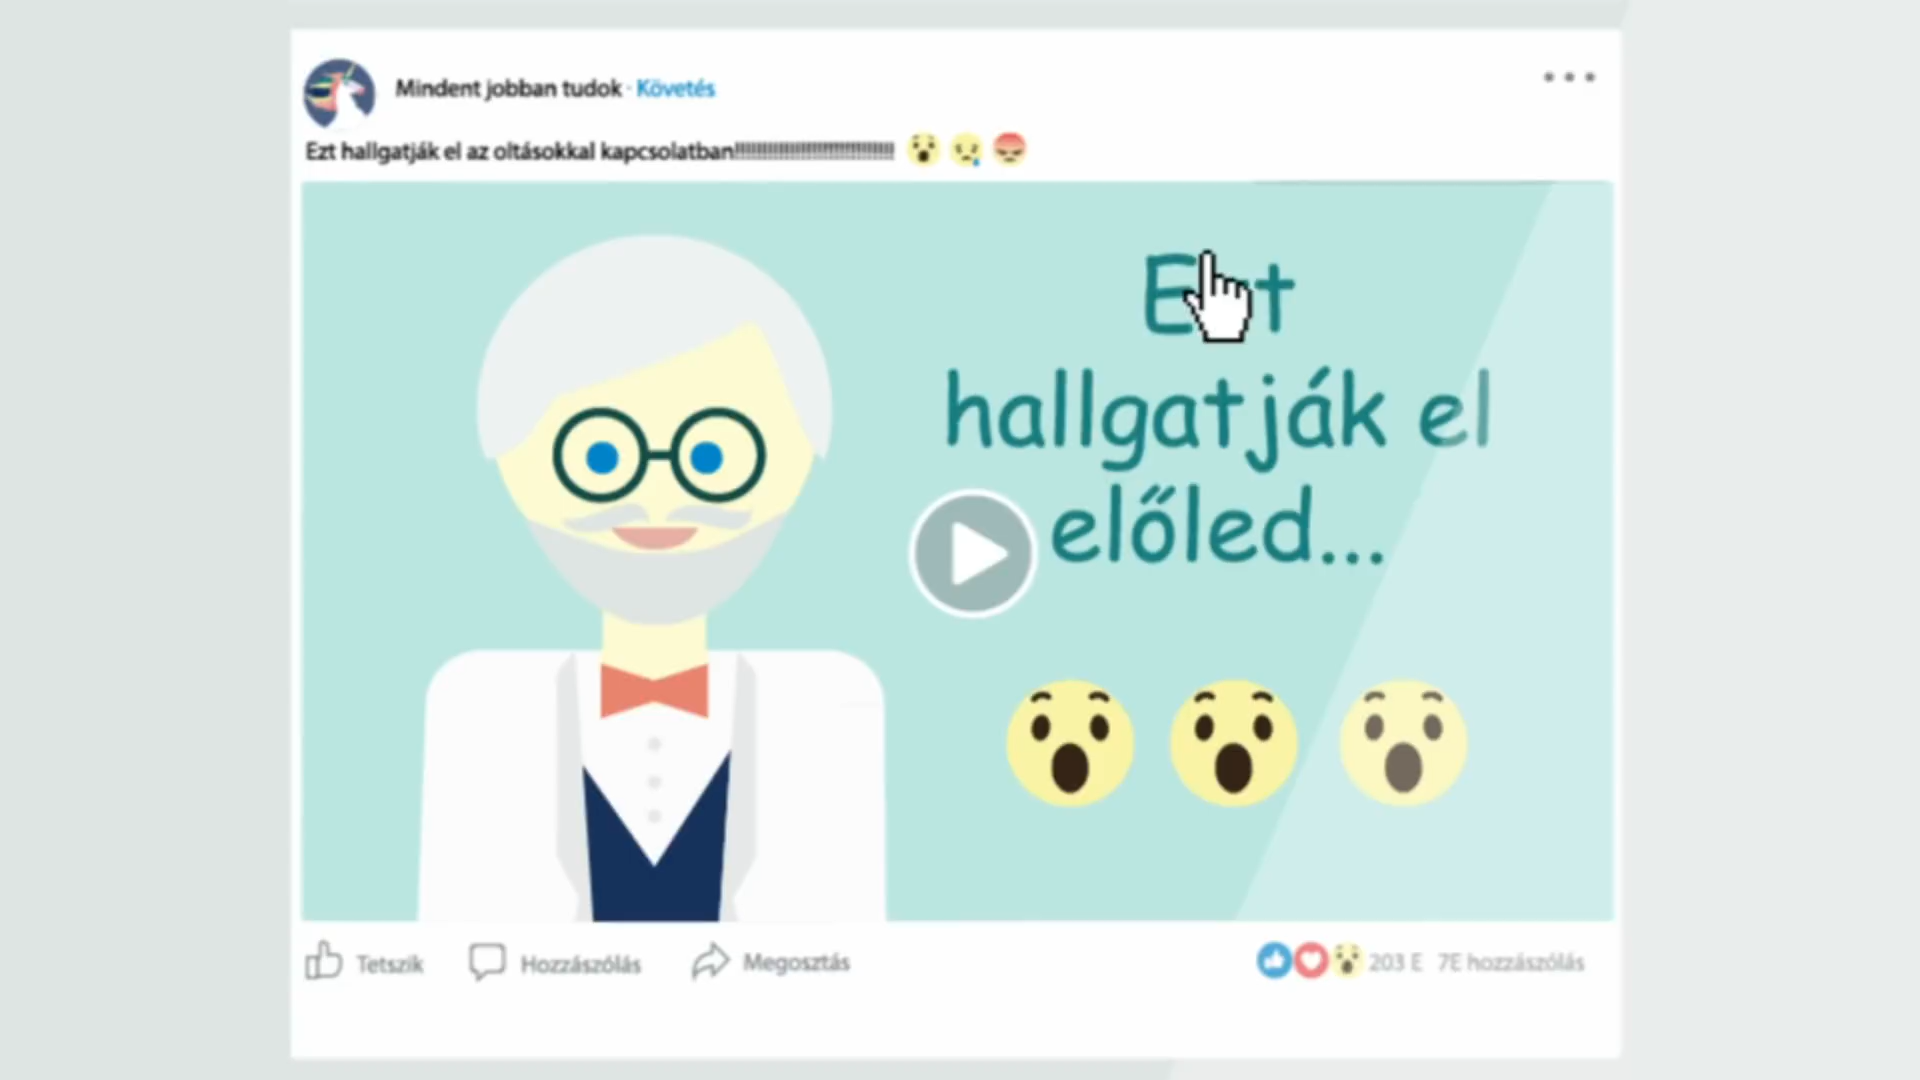 Mindent jobban tudok · Követés
Ezt hallgatják el az oltásokkal kapcsolatban!!!!!!!!!!!!!!!!!!!!!!!!!!!!!!!!
Ezt
hallgatják el
előled...
Tetszik Hozzászólás Megosztás 203 E 7E hozzászólás